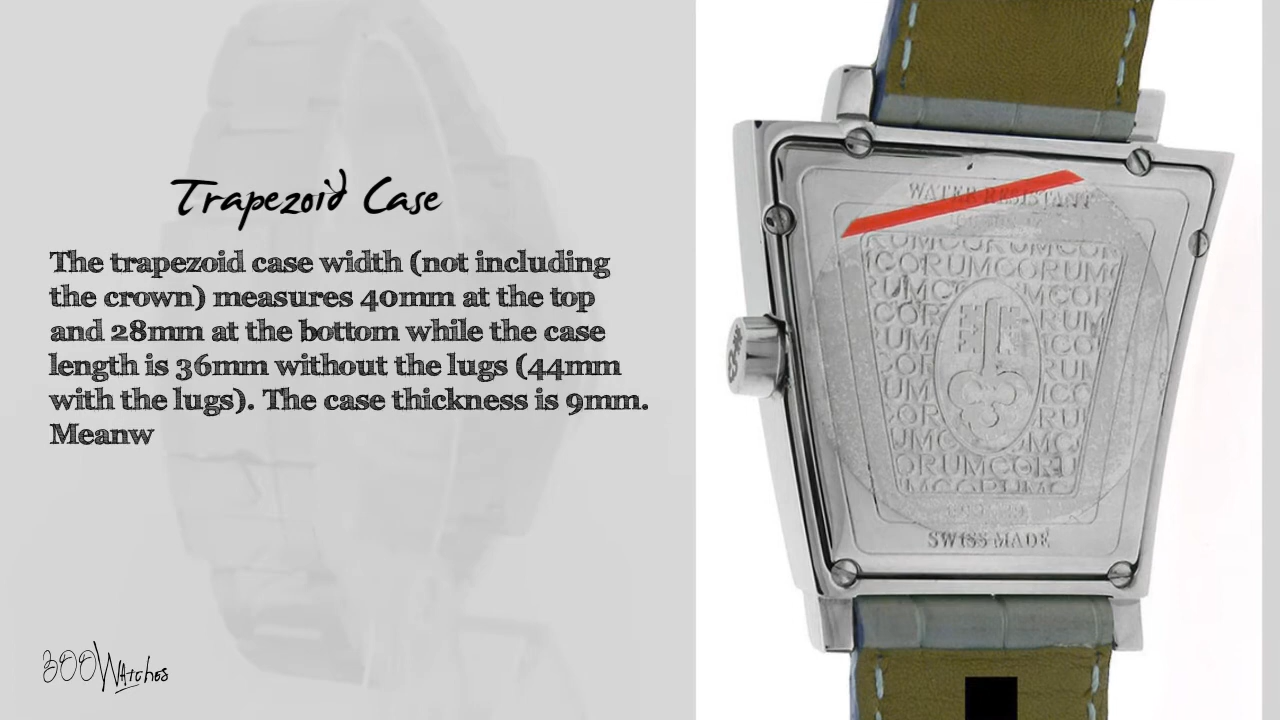 Trapezoid Case
The trapezoid case width (not including
the crown) measures 40mm at the top
and 28mm at the bottom while the case
length is 36mm without the lugs (44mm
with the lugs). The case thickness is 9mm.
Meanw
300Watches
WATER RESISTANT
RUMCORUMCOR
CORUMCORUM
SWISS MADE